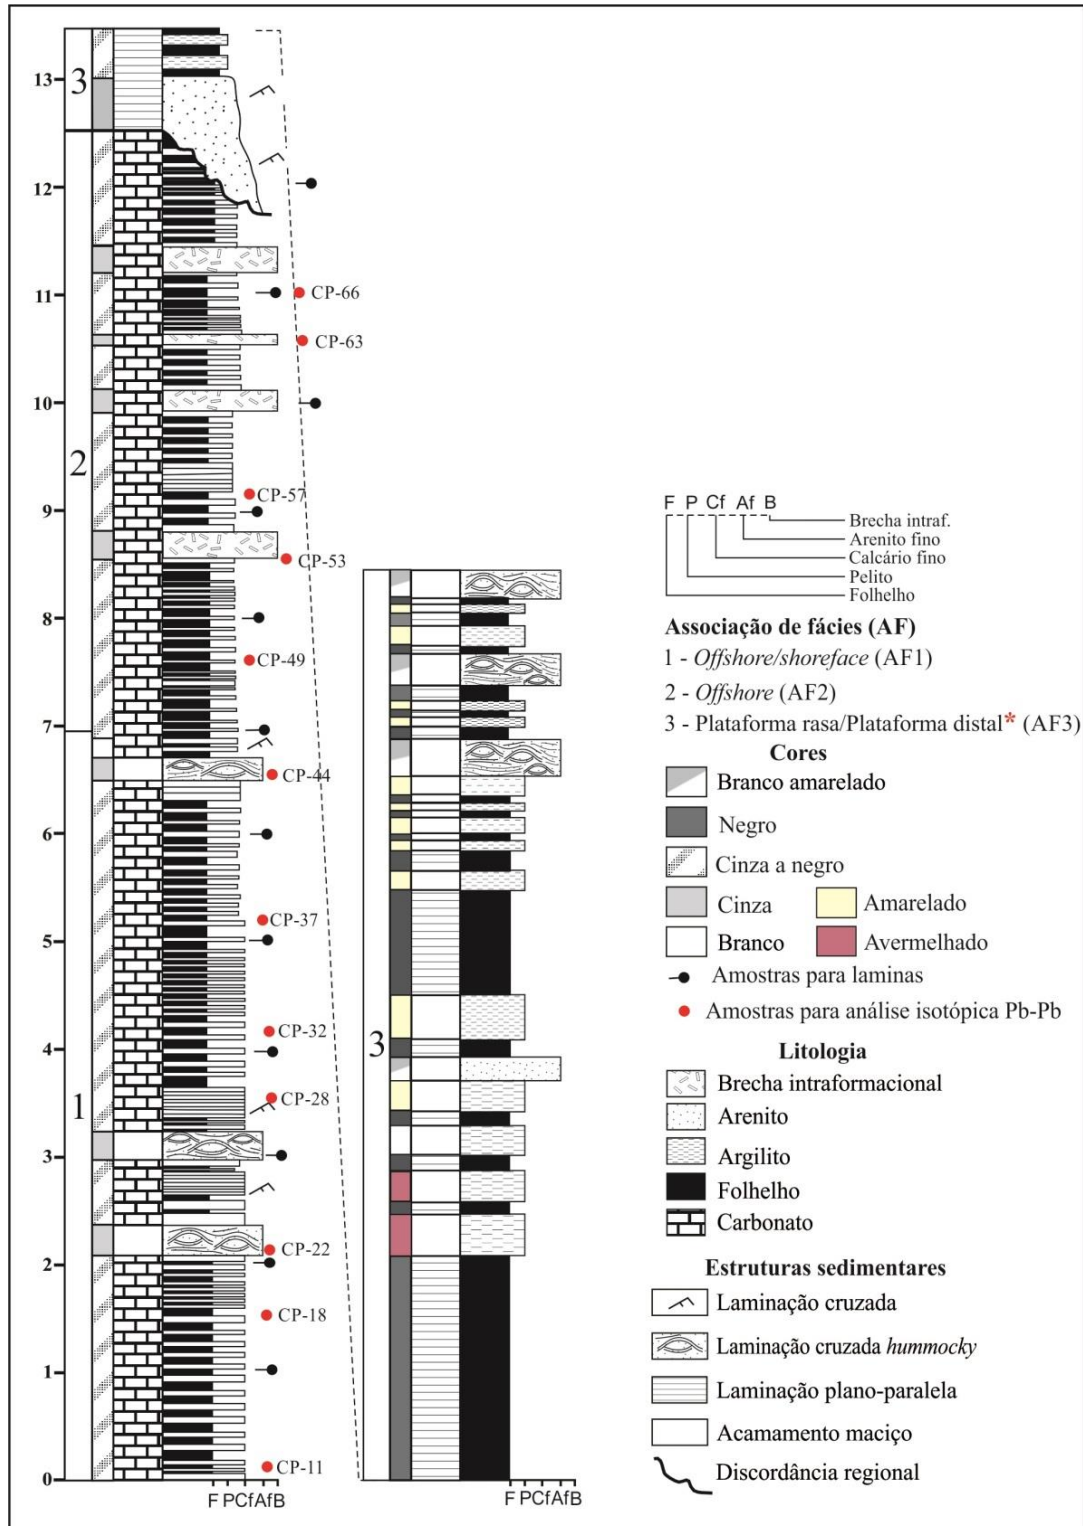 13
3
12
11
CP-66
CP-63
10
2
CP-57
9
CP-53
8
CP-49
7
CP-44
6
CP-37
5
CP-32
4
CP-28
1
3
CP-22
2
CP-18
1
CP-11
0
F PCfAfB
3
F PCfAfB
F P Cf Af B
Brecha intraf.
Arenito fino
Calcário fino
Pelito
Folhelho
Associação de fácies (AF)
1 - Offshore/shoreface (AF1)
2 - Offshore (AF2)
3 - Plataforma rasa/Plataforma distal* (AF3)
Cores
Branco amarelado
Negro
Cinza a negro
Cinza Amarelado
Branco Avermelhado
Amostras para laminas
Amostras para análise isotópica Pb-Pb
Litologia
Brecha intraformacional
Arenito
Argilito
Folhelho
Carbonato
Estruturas sedimentares
Laminação cruzada
Laminação cruzada hummocky
Laminação plano-paralela
Acamamento maciço
Discordância regional